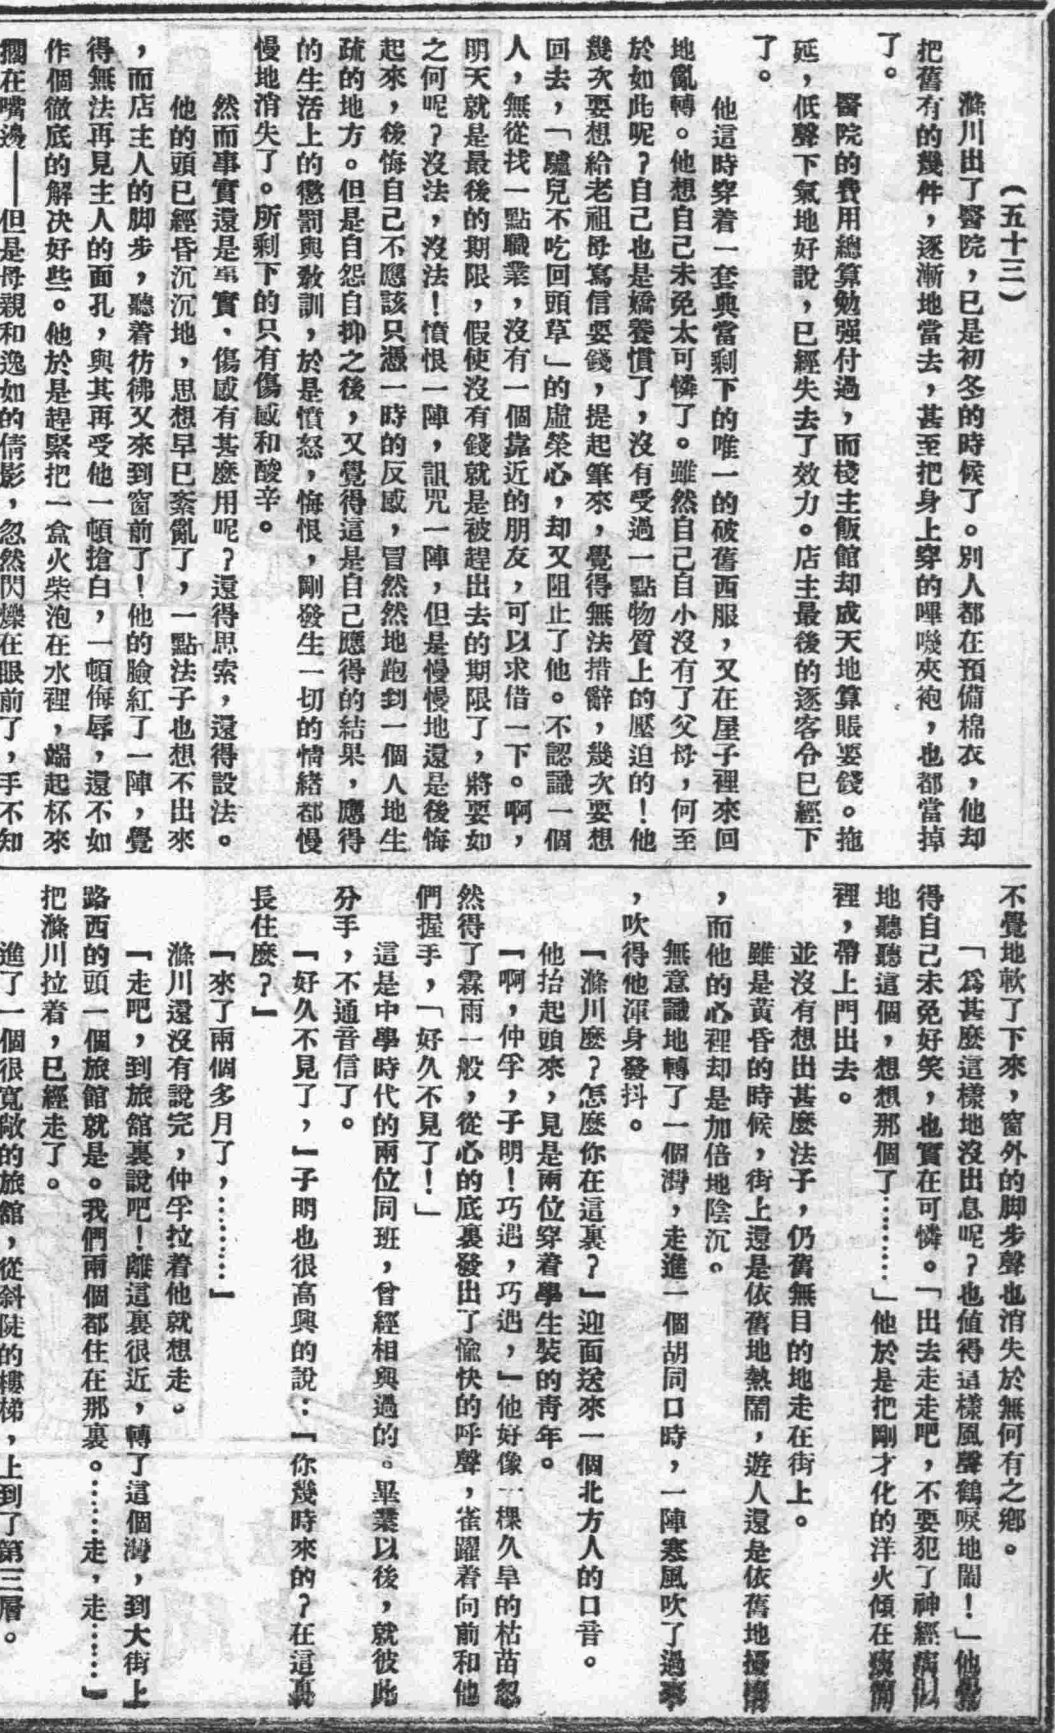 （五十三）
滌川出了醫院，已是初冬的時候了。別人都在預備棉衣，他却
把舊有的幾件，逐漸地當去，甚至把身上穿的嗶嘰夾袍，也都當掉
了。
醫院的費用總算勉强付過，而棧主飯館却成天地算賬要錢。拖
延，低聲下氣地好說，已經失去了效力。店主最後的逐客令已經下
了。
他這時穿着一套典當剩下的唯一的破舊西服，又在屋子裡來回
地亂轉。他想自己未免太可憐了。雖然自己自小沒有了父母，何至
於如此呢？自己也是嬌養慣了，沒有受過一點物質上的壓迫的！他
幾次要想給老祖母寫信要錢，提起筆來，覺得無法措辭，幾次要想
回去，「驢兒不吃回頭草」的虛榮心，却又阻止了他。不認識一個
人，無從找一點職業，沒有一個靠近的朋友，可以求借一下。啊，
明天就是最後的期限，假使沒有錢就是被趕出去的期限了，將要如
之何呢？沒法，沒法！憤恨一陣，詛咒一陣，但是慢慢地還是後悔
起來，後悔自己不應該只憑一時的反感，冒然然地跑到一個人地生
疏的地方。但是自怨自抑之後，又覺得這是自己應得的結果，應得
的生活上的懲罰與教訓，於是憤怒，悔恨，剛發生一切的情緒都慢
慢地消失了。所剩下的只有傷感和酸辛。
然而事實還是事實，傷感有甚麼用呢？還得思索，還得設法。
他的頭已經昏沉沉地，思想早已紊亂了，一點法子也想不出來
，而店主人的脚步，聽着彷彿又來到窗前了！他的臉紅了一陣，覺
得無法再見主人的面孔，與其再受他一頓搶白，一頓侮辱，還不如
作個徹底的解决好些。他於是趕緊把一盒火柴泡在水裡，端起杯來
擱在嘴邊——但是母親和逸如的倩影，忽然閃爍在眼前了，手不知
不覺地軟了下來，窗外的脚步聲也消失於無何有之鄉。
「爲甚麼這樣地沒出息呢？也値得這樣風聲鶴唳地鬧！」他覺
得自己未免好笑，也實在可憐。「出去走走吧，不要犯了神經病似
地聽聽這個，想想那個了………」他於是把剛才化的洋火傾在痰筒
裡，帶上門出去。
並沒有想出甚麼法子，仍舊無目的地走在街上。
雖是黃昏的時候，街上還是依舊地熱鬧，遊人還是依舊地擾攘
，而他的心裡却是加倍地陰沉。
無意識地轉了一個灣，走進一個胡同口時，一陣寒風吹了過來
，吹得他渾身發抖。
『滌川麼？怎麼你在這裏？』迎面送來一個北方人的口音。
他抬起頭來，見是兩位穿着學生裝的青年。
『啊，仲孚，子明！巧遇，巧遇，』他好像一棵久旱的枯苗忽
然得了霖雨一般，從心的底裏發出了愉快的呼聲，雀躍着向前和他
們握手，「好久不見了！」
這是中學時代的兩位同班，曾經相與過的。畢業以後，就彼此
分手，不通音信了。
『好久不見了，』子明也很高興的說：『你幾時來的？在這裏
長住麼？』
『來了兩個多月了，………』
滌川還沒有說完，仲孚拉着他就想走。
『走吧，到旅館裏說吧！離這裏很近，轉了這個灣，到大街上
路西的頭一個旅館就是。我們兩個都住在那裏。……走，走……』
把滌川拉着，已經走了。
進了一個很寬敞的旅館，從斜陡的樓梯，上到了第三層。